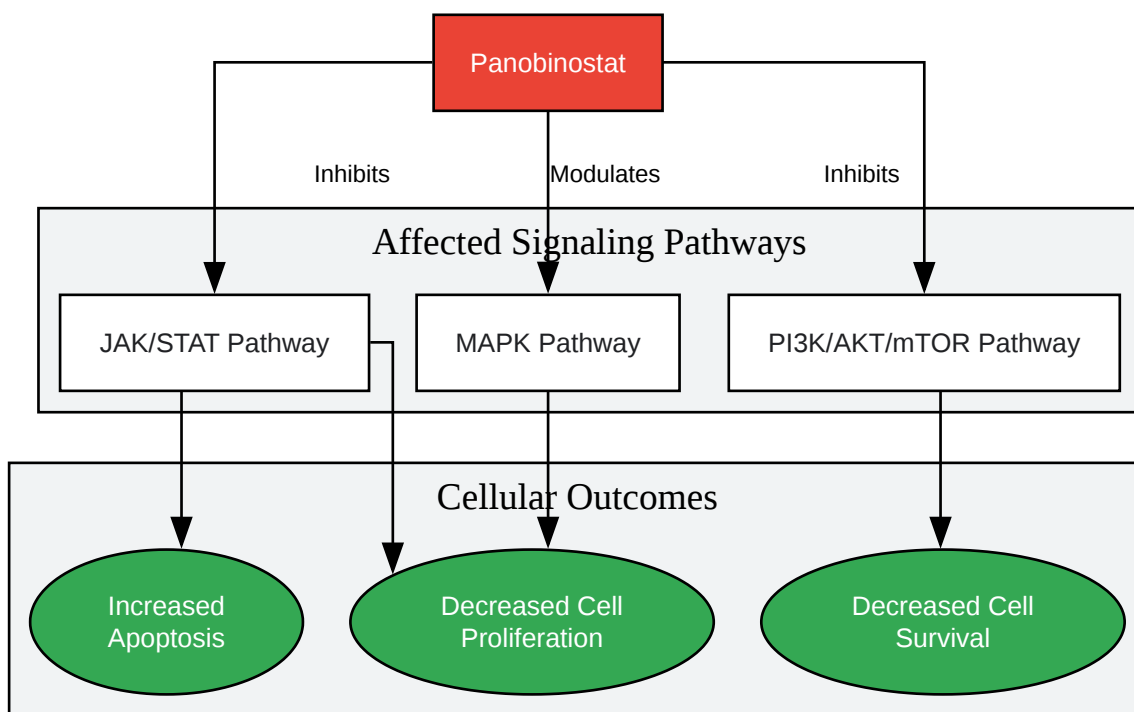 Panobinostat
Inhibits
Modulates
Inhibits
Affected Signaling Pathways
JAK/STAT Pathway
MAPK Pathway
PI3K/AKT/mTOR Pathway
Cellular Outcomes
Increased
Apoptosis
Decreased Cell
Proliferation
Decreased Cell
Survival